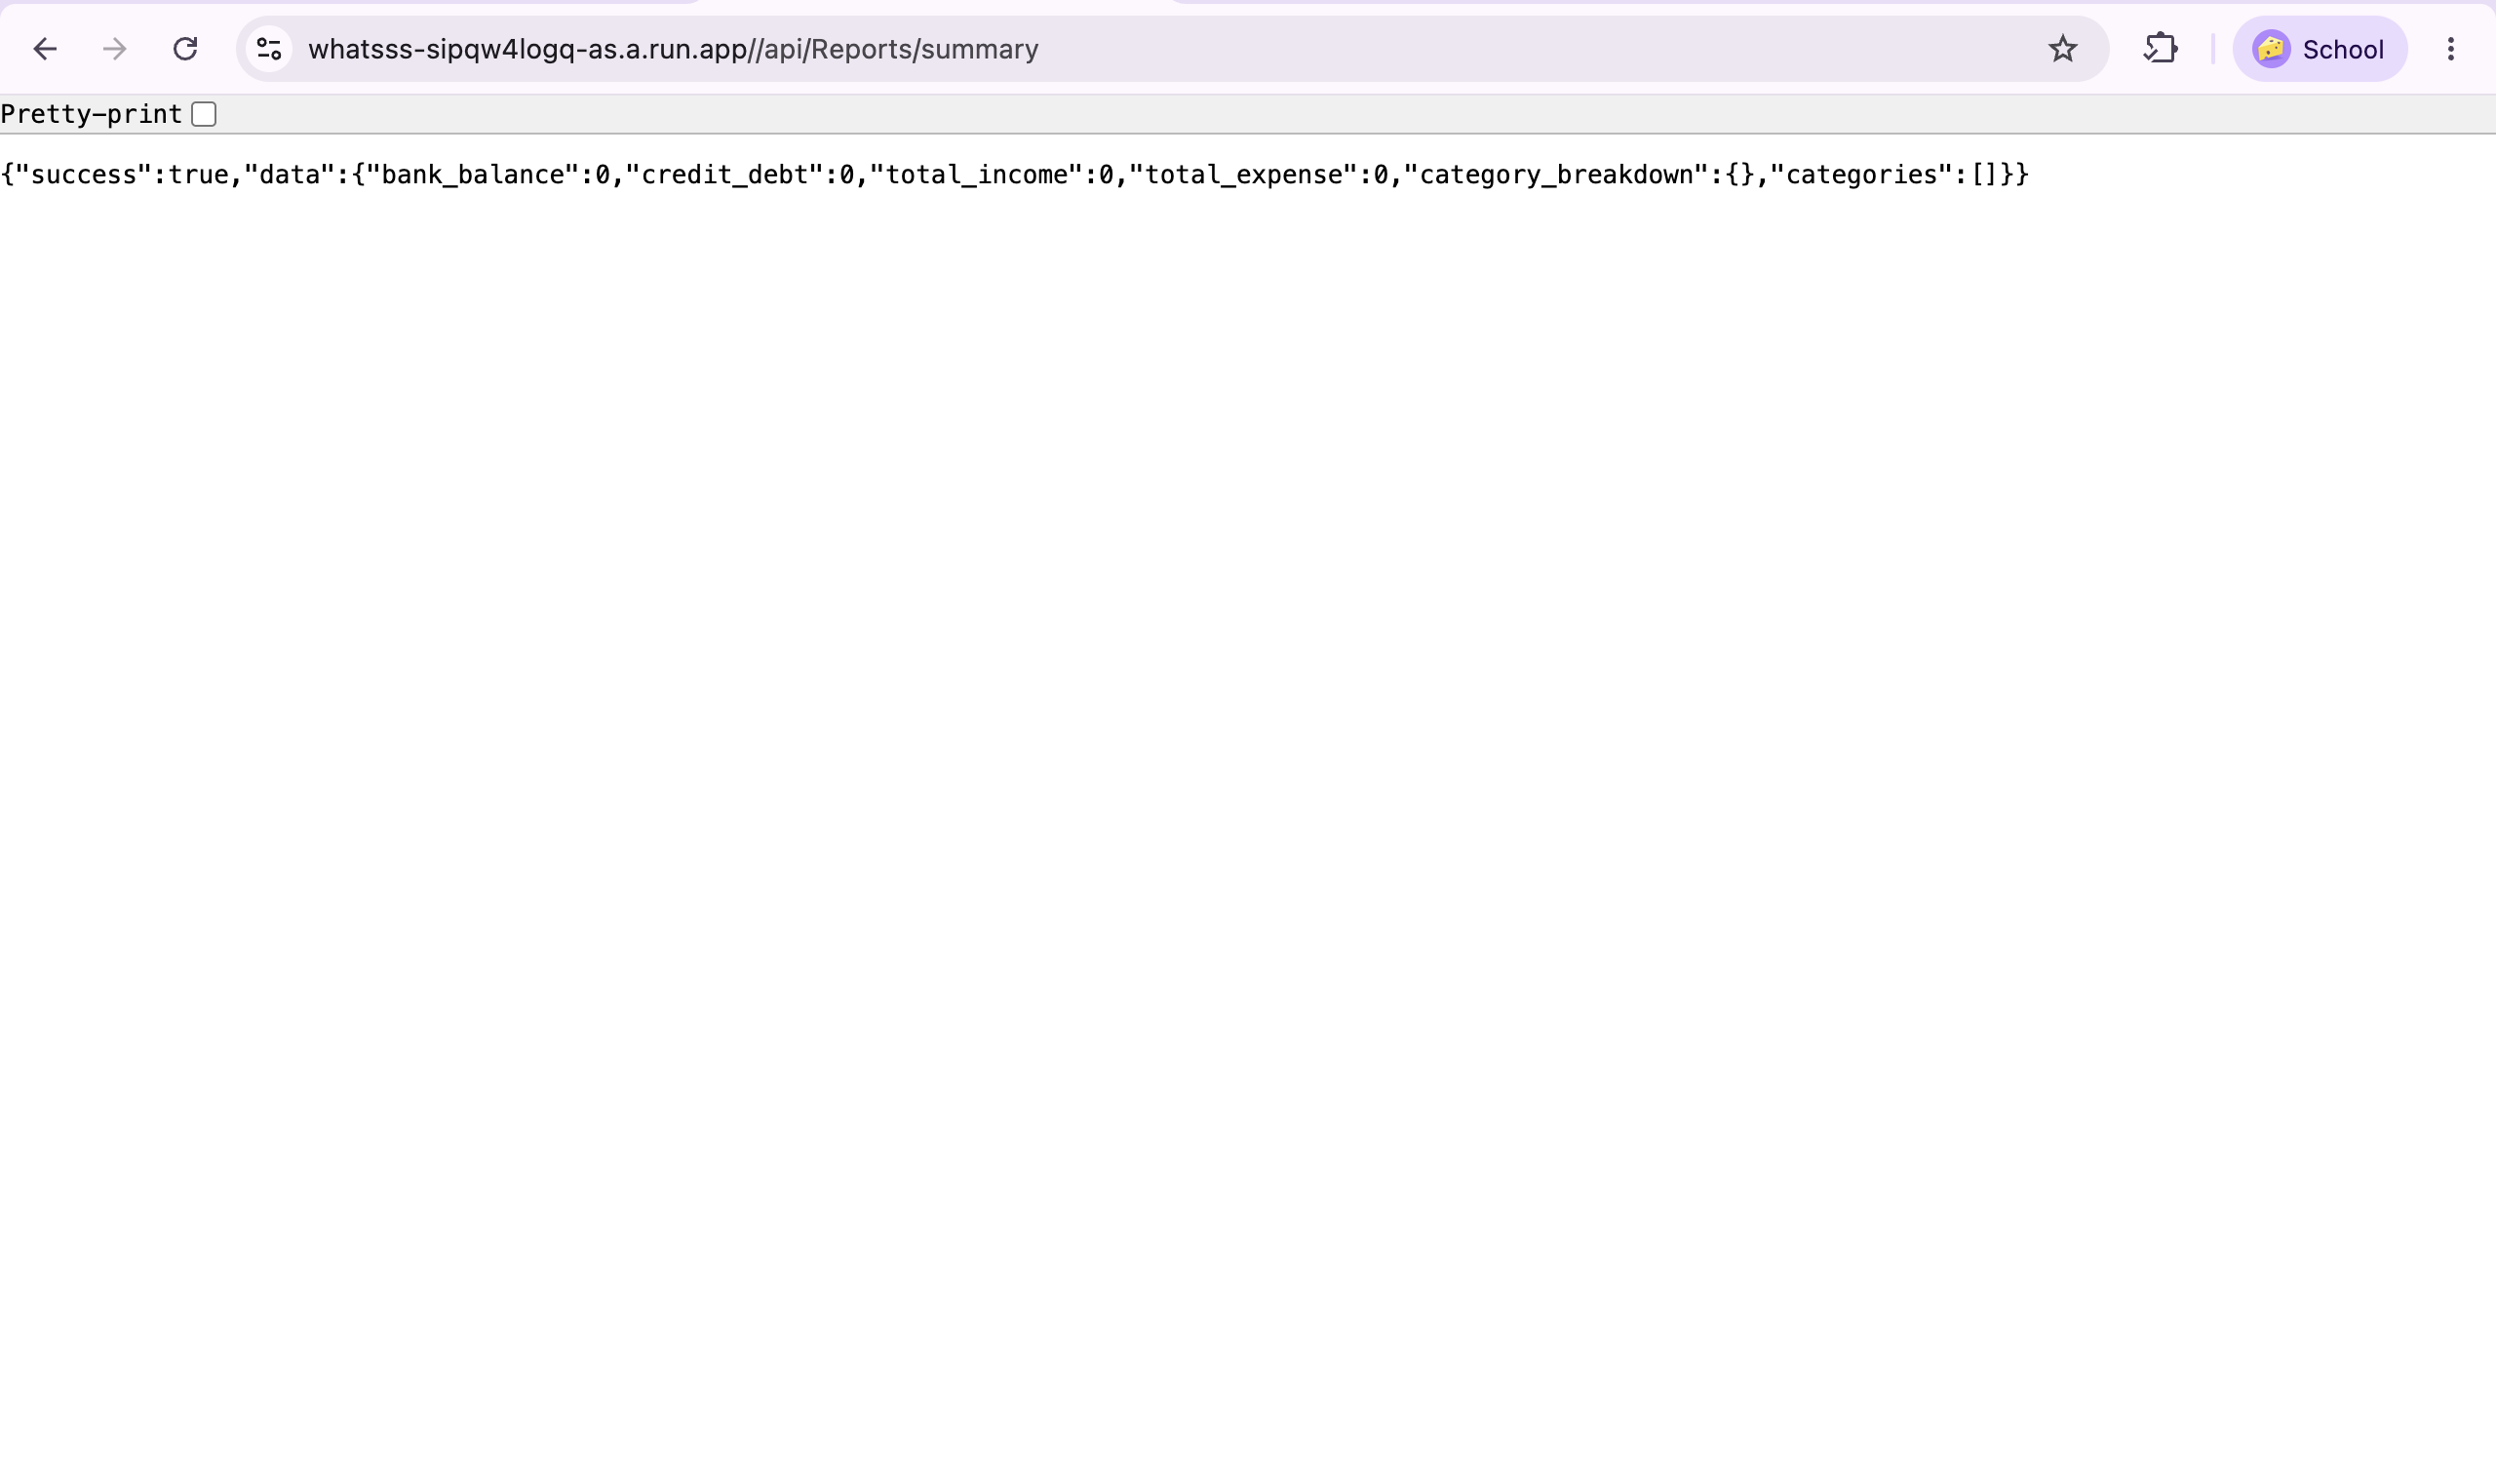 whatsss-sipqw4logq-as.a.run.app//api/Reports/summary
School
Pretty-print
{"success":true,"data":{"bank_balance":0,"credit_debt":0,"total_income":0,"total_expense":0,"category_breakdown":{},"categories":[]}}